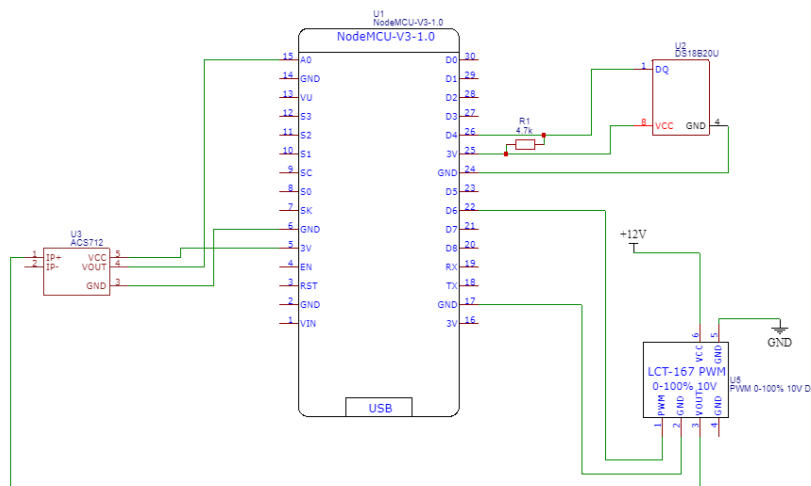 U1
NodeMCU-V3-1.0
NodeMCU-V3-1.0
15 A0
14 GND
13 VU
12 S3
11 S2
10 S1
9 SC
8 S0
7 SK
6 GND
5 3V
4 EN
3 RST
2 GND
1 VIN
D0 30
D1 29
D2 28
D3 27
D4 26
3V 25
GND 24
D5 23
D6 22
D7 21
D8 20
RX 19
TX 18
GND 17
3V 16
USB
R1
4.7k
U2
DS18B20U
1 DQ
8 VCC
GND 4
U3
ACS712
1 IP+
2 IP-
VCC 5
VOUT 4
GND 3
+12V
GND
6 VCC
5 GND
LCT-167 PWM
0-100% 10V
U5
PWM 0-100% 10V D
PWM 1
GND 2
VOUT 3
GND 4